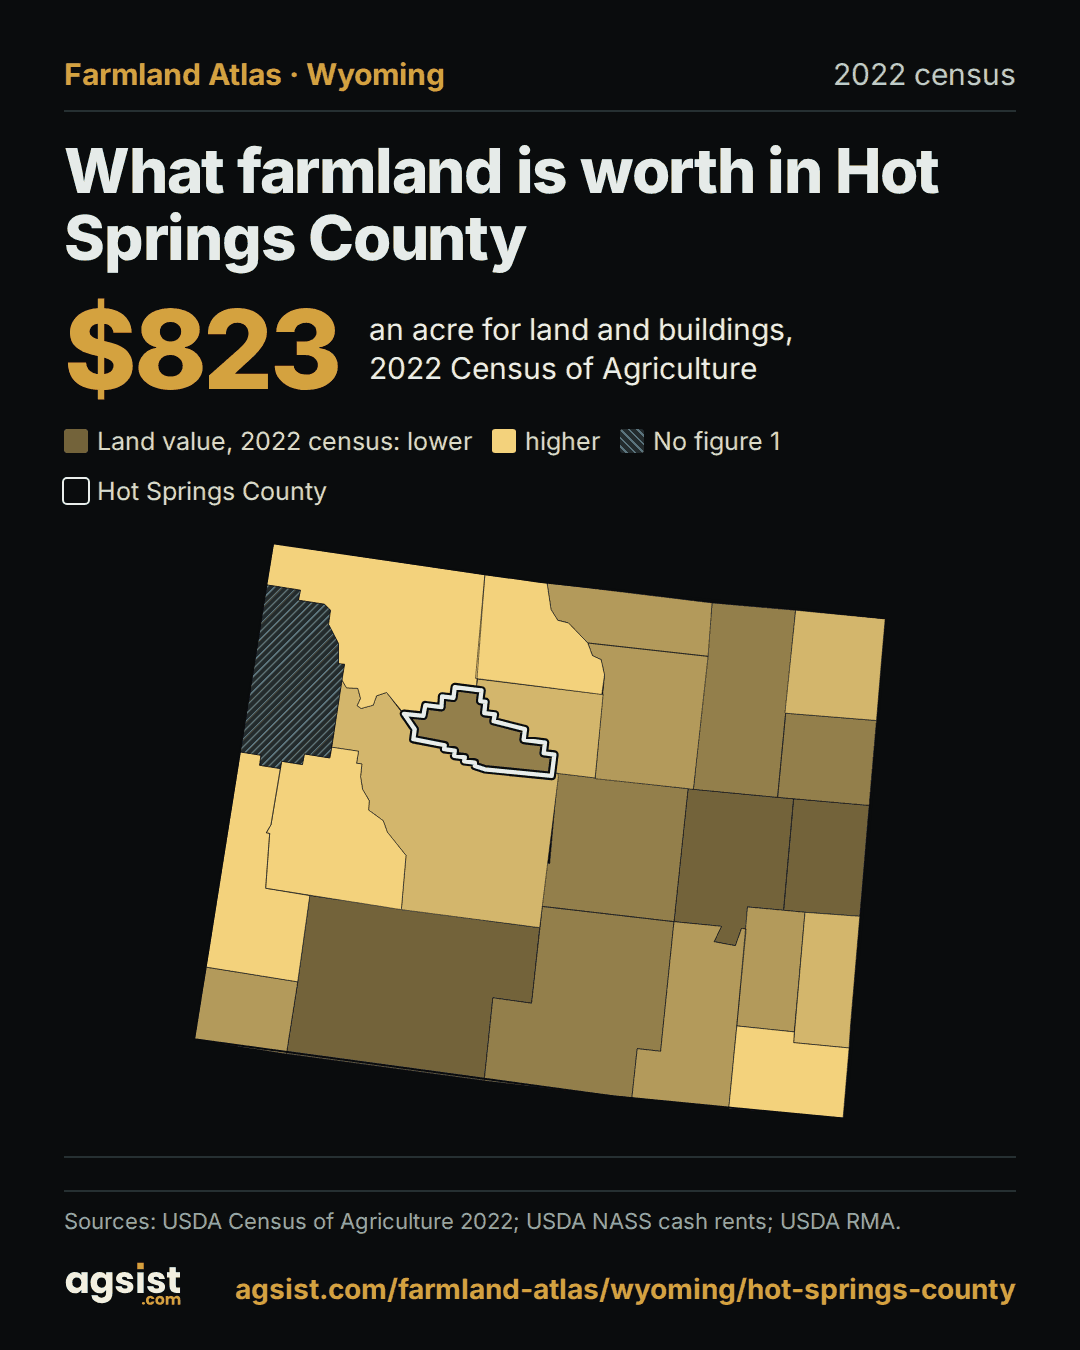 Farmland Atlas · Wyoming
2022 census
What farmland is worth in Hot
Springs County
$823
an acre for land and buildings,
2022 Census of Agriculture
Land value, 2022 census: lower
higher
No figure 1
Hot Springs County
Sources: USDA Census of Agriculture 2022; USDA NASS cash rents; USDA RMA.
agsist
.com
agsist.com/farmland-atlas/wyoming/hot-springs-county